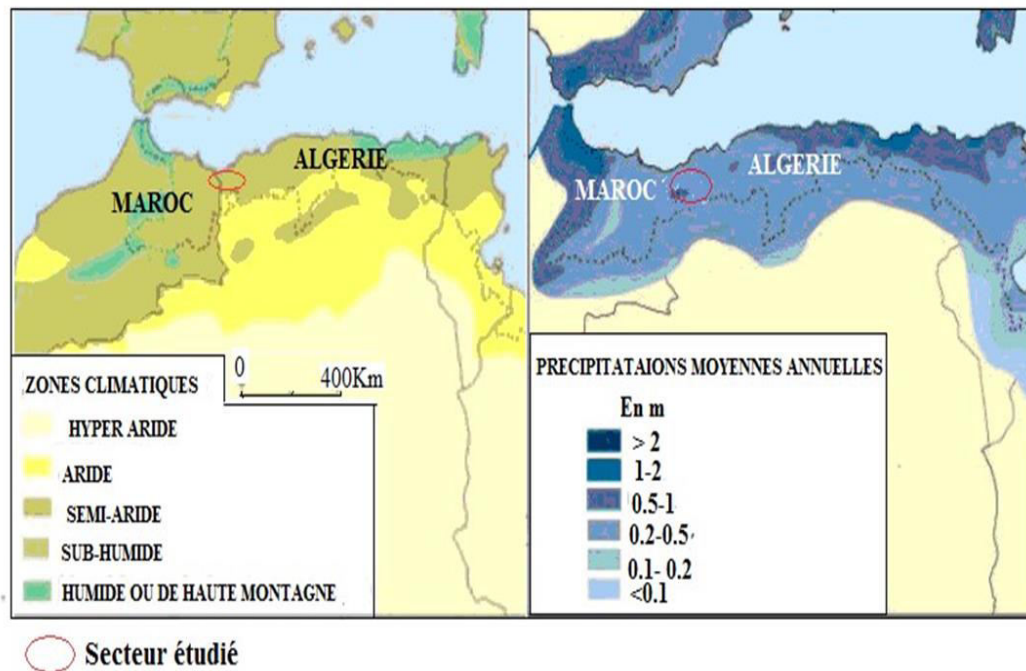 MAROC
ALGERIE
ZONES CLIMATIQUES
0
400Km
HYPER ARIDE
ARIDE
SEMI-ARIDE
SUB-HUMIDE
HUMIDE OU DE HAUTE MONTAGNE
MAROC
ALGERIE
PRECIPITATAIONS MOYENNES ANNUELLES
En m
> 2
1-2
0.5-1
0.2-0.5
0.1- 0.2
<0.1
Secteur étudié